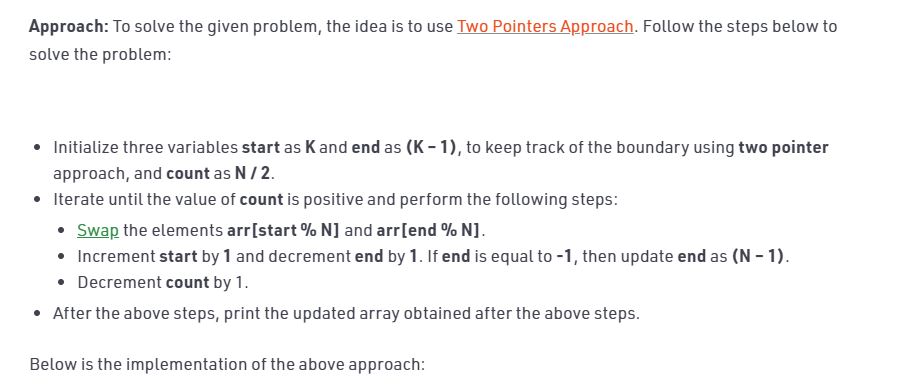 Approach: To solve the given problem, the idea is to use Two Pointers Approach. Follow the steps below to
solve the problem:
• Initialize three variables start as K and end as (K – 1), to keep track of the boundary using two pointer
approach, and count as N / 2.
• Iterate until the value of count is positive and perform the following steps:
• Swap the elements arr[start % N] and arr[end % N].
• Increment start by 1 and decrement end by 1. If end is equal to -1, then update end as (N – 1).
• Decrement count by 1.
• After the above steps, print the updated array obtained after the above steps.
Below is the implementation of the above approach: